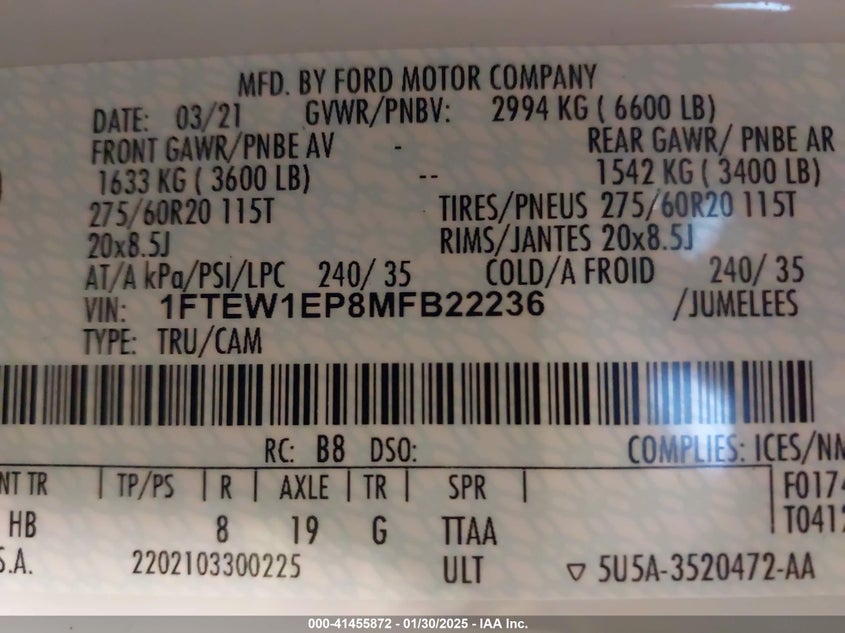 MFD. BY FORD MOTOR COMPANY
DATE: 03/21 GVWR/PNBV: 2994 KG ( 6600 LB)
FRONT GAWR/PNBE AV - REAR GAWR/ PNBE AR
1633 KG ( 3600 LB) -- 1542 KG ( 3400 LB)
275/60R20 115T TIRES/PNEUS 275/60R20 115T
20x8.5J RIMS/JANTES 20x8.5J
AT/A kPa/PSI/LPC 240/ 35 COLD/A FROID 240/ 35
VIN: 1FTEW1EP8MFB22236 /JUMELEES
TYPE: TRU/CAM
RC: B8 DSO: COMPLIES: ICES/NM
NT TR | TP/PS | R | AXLE | TR | SPR | F0174
HB 8 19 G TTAA T0412
S.A. 2202103300225 ULT ▽ 5U5A-3520472-AA
000-41455872 - 01/30/2025 - IAA Inc.